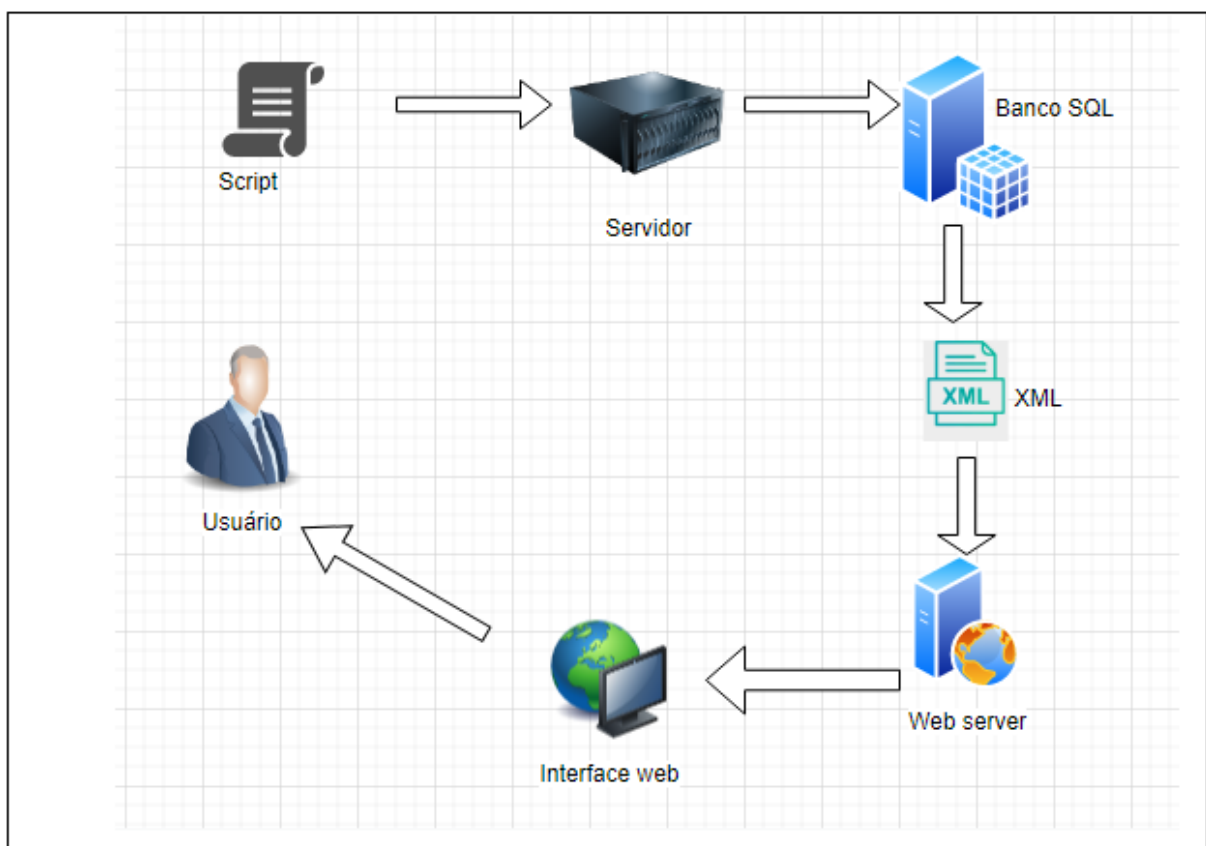 Script
Servidor
Banco SQL
XML
XML
Usuário
Web server
Interface web